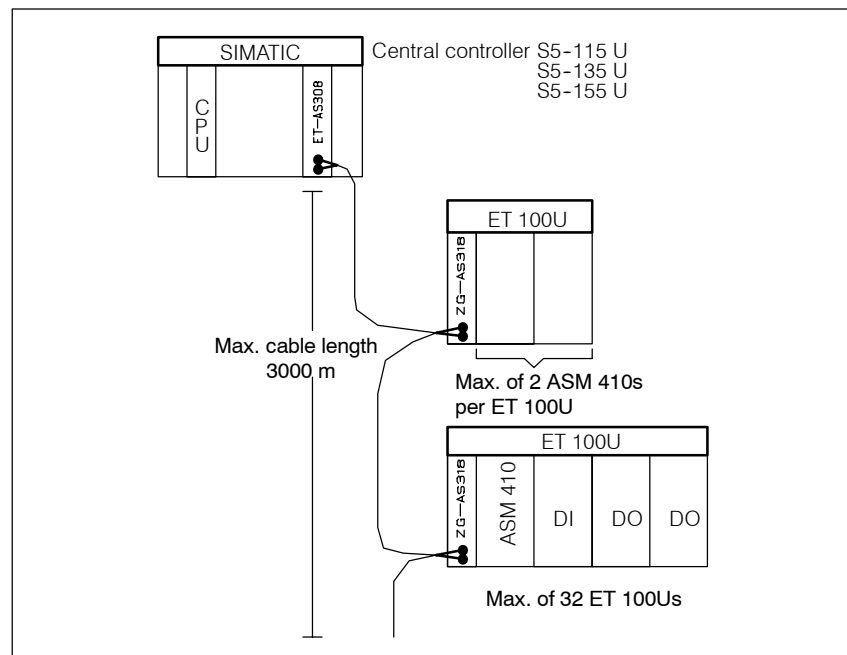 SIMATIC
Central controller S5-115 U
S5-135 U
S5-155 U
CPU
ET-AS308
ET 100U
ZG-AS318
Max. cable length
3000 m
Max. of 2 ASM 410s
per ET 100U
ET 100U
ZG-AS318
ASM 410
DI
DO
DO
Max. of 32 ET 100Us